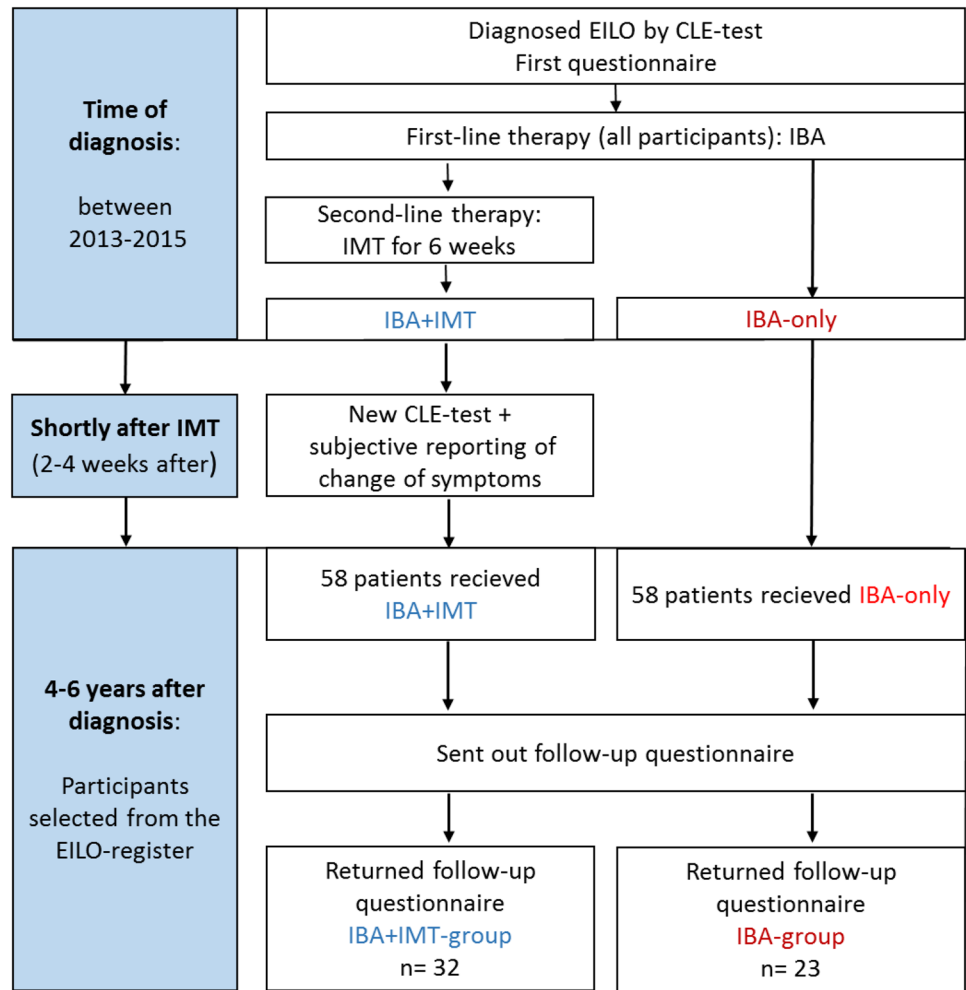 Diagnosed EILO by CLE-test
First questionnaire
Time of
diagnosis:
between
2013-2015
First-line therapy (all participants): IBA
Second-line therapy:
IMT for 6 weeks
IBA+IMT
IBA-only
Shortly after IMT
(2-4 weeks after)
New CLE-test +
subjective reporting of
change of symptoms
58 patients recieved
IBA+IMT
58 patients recieved IBA-only
4-6 years after
diagnosis:
Participants
selected from the
EILO-register
Sent out follow-up questionnaire
Returned follow-up
questionnaire
IBA+IMT-group
n= 32
Returned follow-up
questionnaire
IBA-group
n= 23